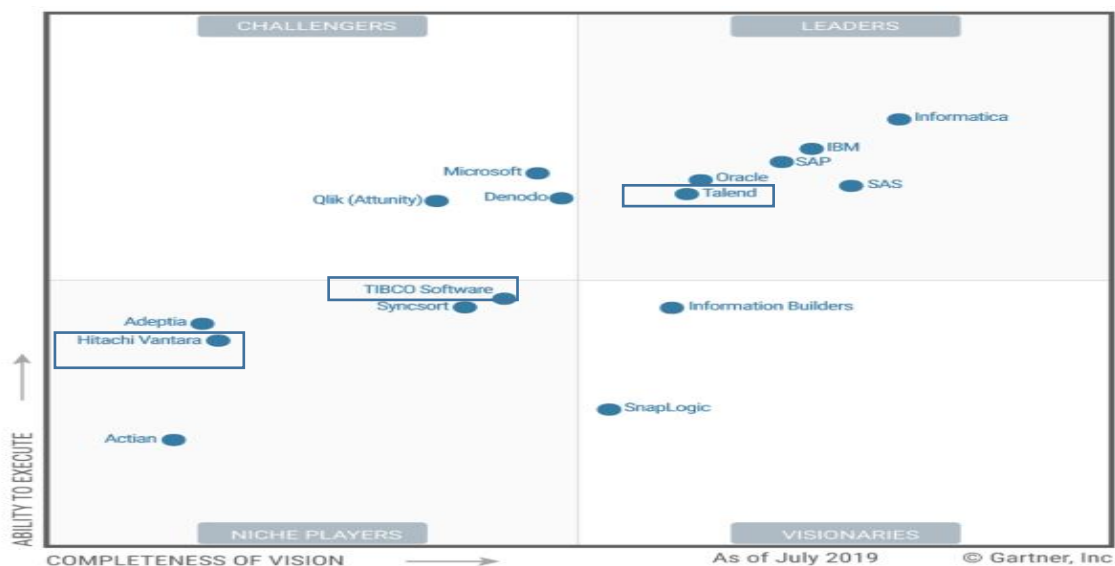 CHALLENGERS
LEADERS
Informatica
IBM
SAP
Microsoft
Oracle
SAS
Qlik (Attunity)
Denodo
Talend
TIBCO Software
Syncsort
Information Builders
Adeptia
Hitachi Vantara
SnapLogic
Actian
ABILITY TO EXECUTE
NICHE PLAYERS
VISIONARIES
COMPLETENESS OF VISION
As of July 2019
© Gartner, Inc